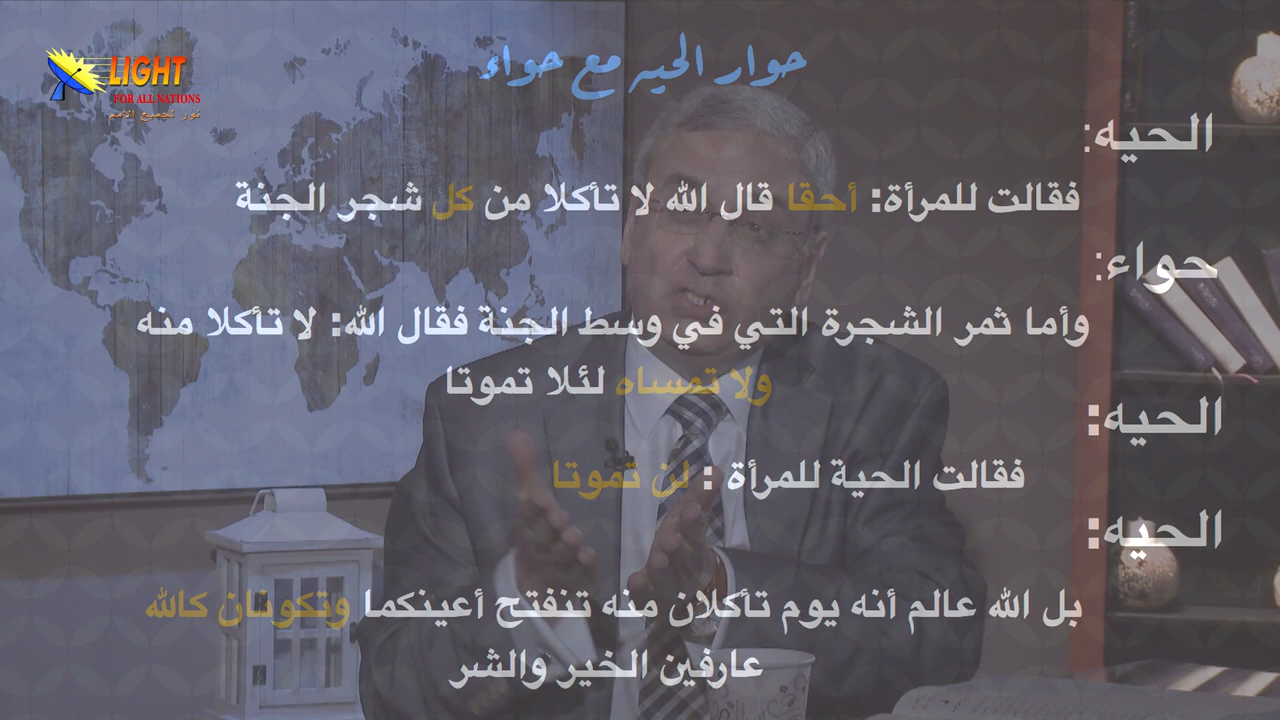 LIGHT
FOR ALL NATIONS
نور لجميع الأمم
حوار الحيه مع حواء
الحيه:
فقالت للمرأة: أحقا قال الله لا تأكلا من كل شجر الجنة
حواء:
وأما ثمر الشجرة التي في وسط الجنة فقال الله: لا تأكلا منه
ولا تمساه لئلا تموتا
الحيه:
فقالت الحية للمرأة : لن تموتا
الحيه:
بل الله عالم أنه يوم تأكلان منه تنفتح أعينكما وتكونان كالله
عارفين الخير والشر